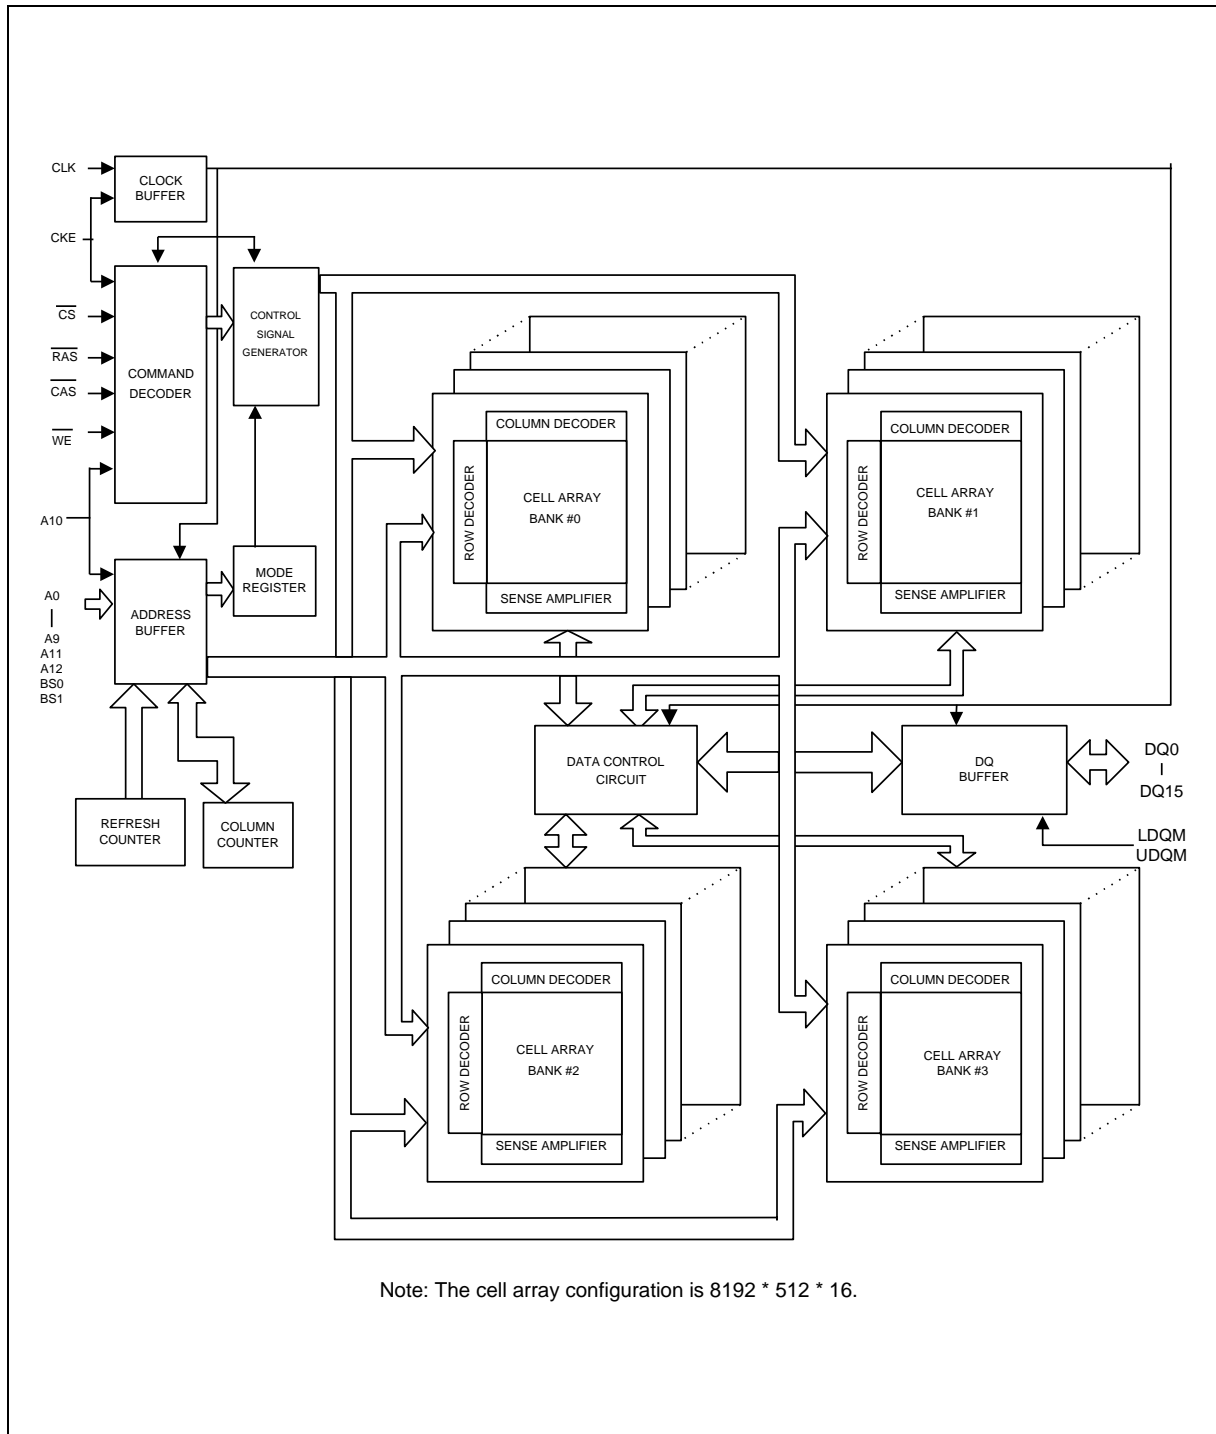 CLK
CLOCK
BUFFER
CKE
CS
RAS
CAS
WE
COMMAND
DECODER
CONTROL
SIGNAL
GENERATOR
A10
A0
A9
A11
A12
BS0
BS1
ADDRESS
BUFFER
MODE
REGISTER
REFRESH
COUNTER
COLUMN
COUNTER
COLUMN DECODER
ROW DECODER
CELL ARRAY
BANK #0
SENSE AMPLIFIER
COLUMN DECODER
ROW DECODER
CELL ARRAY
BANK #1
SENSE AMPLIFIER
DATA CONTROL
CIRCUIT
DQ
BUFFER
DQ0
DQ15
LDQM
UDQM
COLUMN DECODER
ROW DECODER
CELL ARRAY
BANK #2
SENSE AMPLIFIER
COLUMN DECODER
ROW DECODER
CELL ARRAY
BANK #3
SENSE AMPLIFIER
Note: The cell array configuration is 8192 * 512 * 16.